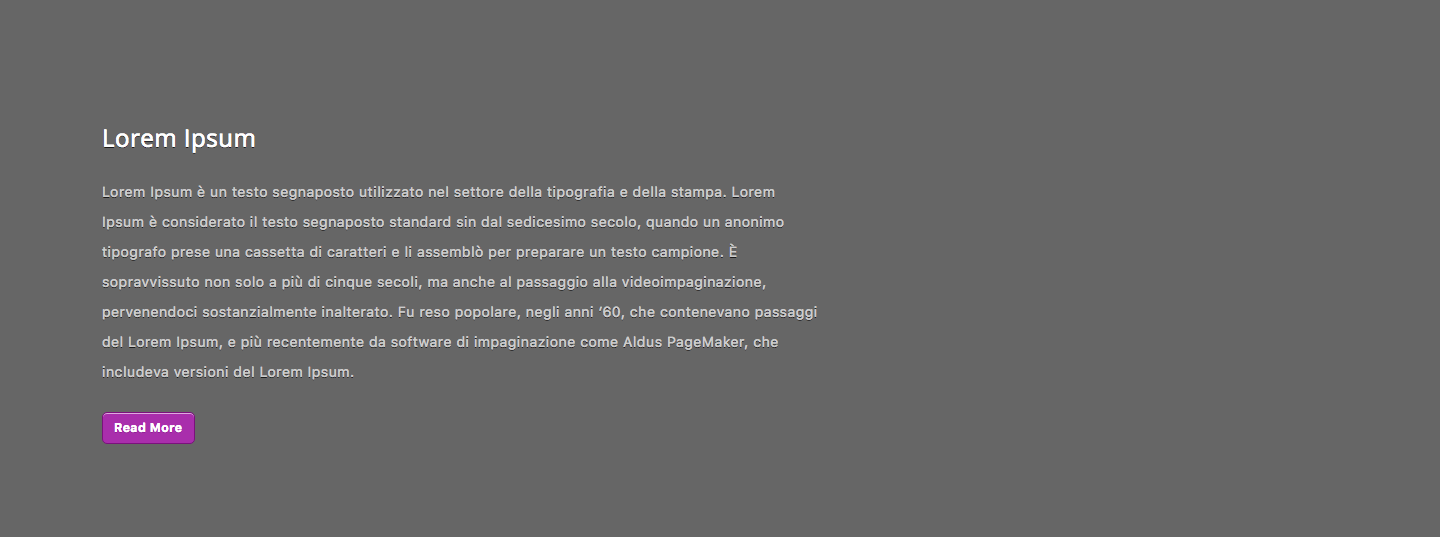 Lorem Ipsum
Lorem Ipsum è un testo segnaposto utilizzato nel settore della tipografia e della stampa. Lorem
Ipsum è considerato il testo segnaposto standard sin dal sedicesimo secolo, quando un anonimo
tipografo prese una cassetta di caratteri e li assemblò per preparare un testo campione. È
sopravvissuto non solo a più di cinque secoli, ma anche al passaggio alla videoimpaginazione,
pervenendoci sostanzialmente inalterato. Fu reso popolare, negli anni ’60, che contenevano passaggi
del Lorem Ipsum, e più recentemente da software di impaginazione come Aldus PageMaker, che
includeva versioni del Lorem Ipsum.
Read More